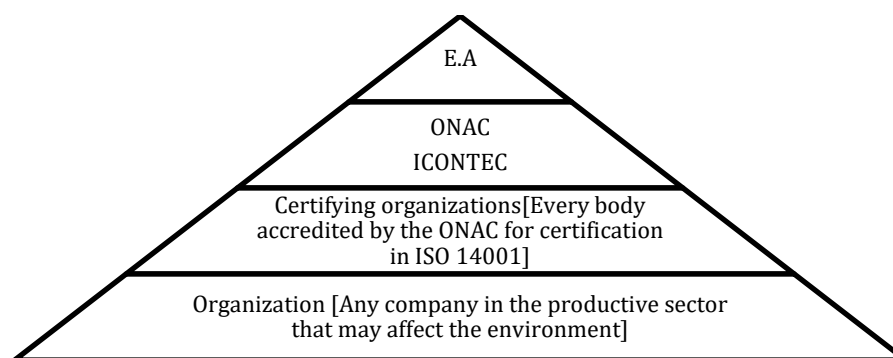 E.A
ONAC
ICONTEC
Certifying organizations[Every body
accredited by the ONAC for certification
in ISO 14001]
Organization [Any company in the productive sector
that may affect the environment]